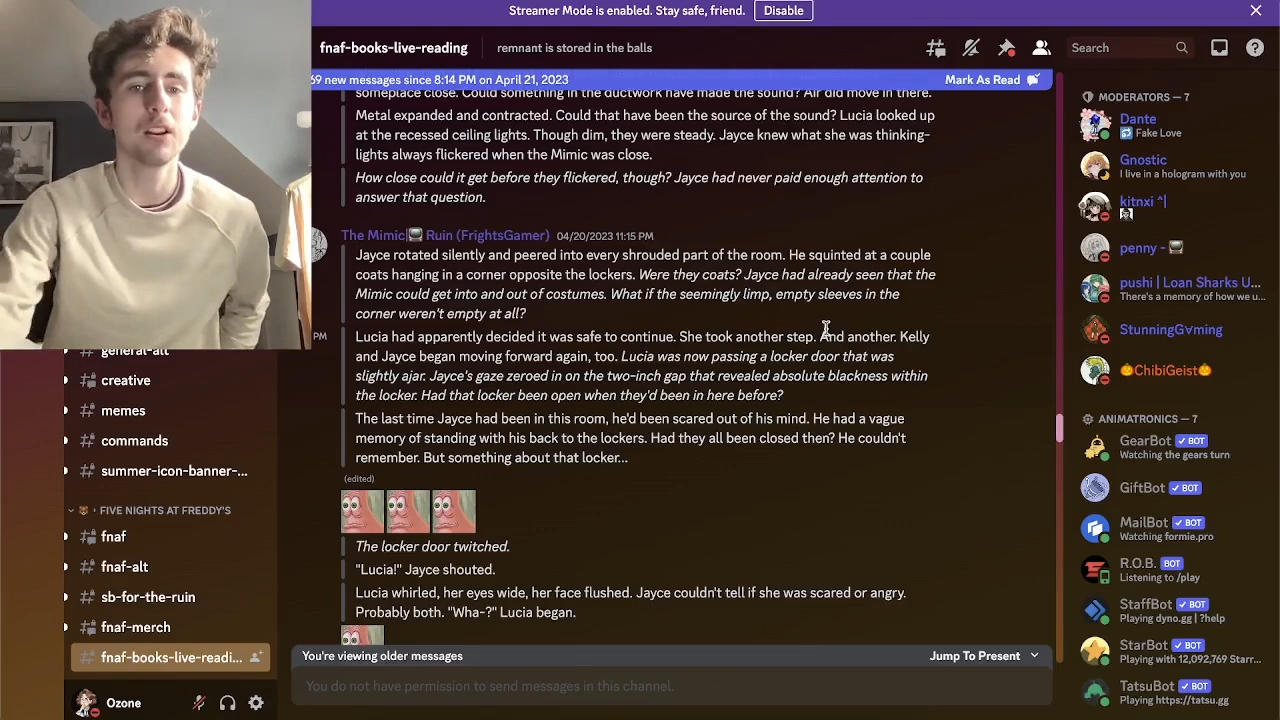 Streamer Mode is enabled. Stay safe, friend.
Disable
fnaf-books-live-reading
remnant is stored in the balls
Search
69 new messages since 8:14 PM on April 21, 2023
Mark As Read
someplace close. Could something in the ductwork have made the sound? Air did move in there.
Metal expanded and contracted. Could that have been the source of the sound? Lucia looked up
at the recessed ceiling lights. Though dim, they were steady. Jayce knew what she was thinking-
lights always flickered when the Mimic was close.
How close could it get before they flickered, though? Jayce had never paid enough attention to
answer that question.
The Mimic| Ruin (FrightsGamer) 04/20/2023 11:15 PM
Jayce rotated silently and peered into every shrouded part of the room. He squinted at a couple
coats hanging in a corner opposite the lockers. Were they coats? Jayce had already seen that the
Mimic could get into and out of costumes. What if the seemingly limp, empty sleeves in the
corner weren't empty at all?
PM
Lucia had apparently decided it was safe to continue. She took another step. And another. Kelly
and Jayce began moving forward again, too. Lucia was now passing a locker door that was
slightly ajar. Jayce's gaze zeroed in on the two-inch gap that revealed absolute blackness within
the locker. Had that locker been open when they'd been in here before?
The last time Jayce had been in this room, he'd been scared out of his mind. He had a vague
memory of standing with his back to the lockers. Had they all been closed then? He couldn't
remember. But something about that locker...
(edited)
The locker door twitched.
"Lucia!" Jayce shouted.
Lucia whirled, her eyes wide, her face flushed. Jayce couldn't tell if she was scared or angry.
Probably both. "Wha-?" Lucia began.
You're viewing older messages
Jump To Present
You do not have permission to send messages in this channel.
general-alt
creative
memes
commands
summer-icon-banner-...
FIVE NIGHTS AT FREDDY'S
fnaf
fnaf-alt
sb-for-the-ruin
fnaf-merch
fnaf-books-live-readi...
Ozone
MODERATORS — 7
Dante
Fake Love
Gnostic
I live in a hologram with you
kitnxi ^|
penny -
pushi | Loan Sharks U...
There's a memory of how we u...
StunningG∀ming
ChibiGeist
ANIMATRONICS — 7
GearBot ✓ BOT
Watching the gears turn
GiftBot ✓ BOT
MailBot ✓ BOT
Watching formie.pro
R.O.B. ✓ BOT
Listening to /play
StaffBot ✓ BOT
Playing dyno.gg | ?help
StarBot ✓ BOT
Playing with 12,092,769 Starr...
TatsuBot ✓ BOT
Playing https://tatsu.gg